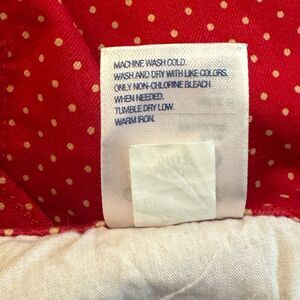 MACHINE WASH COLD.
WASH AND DRY WITH LIKE COLORS.
ONLY NON-CHLORINE BLEACH
WHEN NEEDED.
TUMBLE DRY LOW.
WARM IRON.